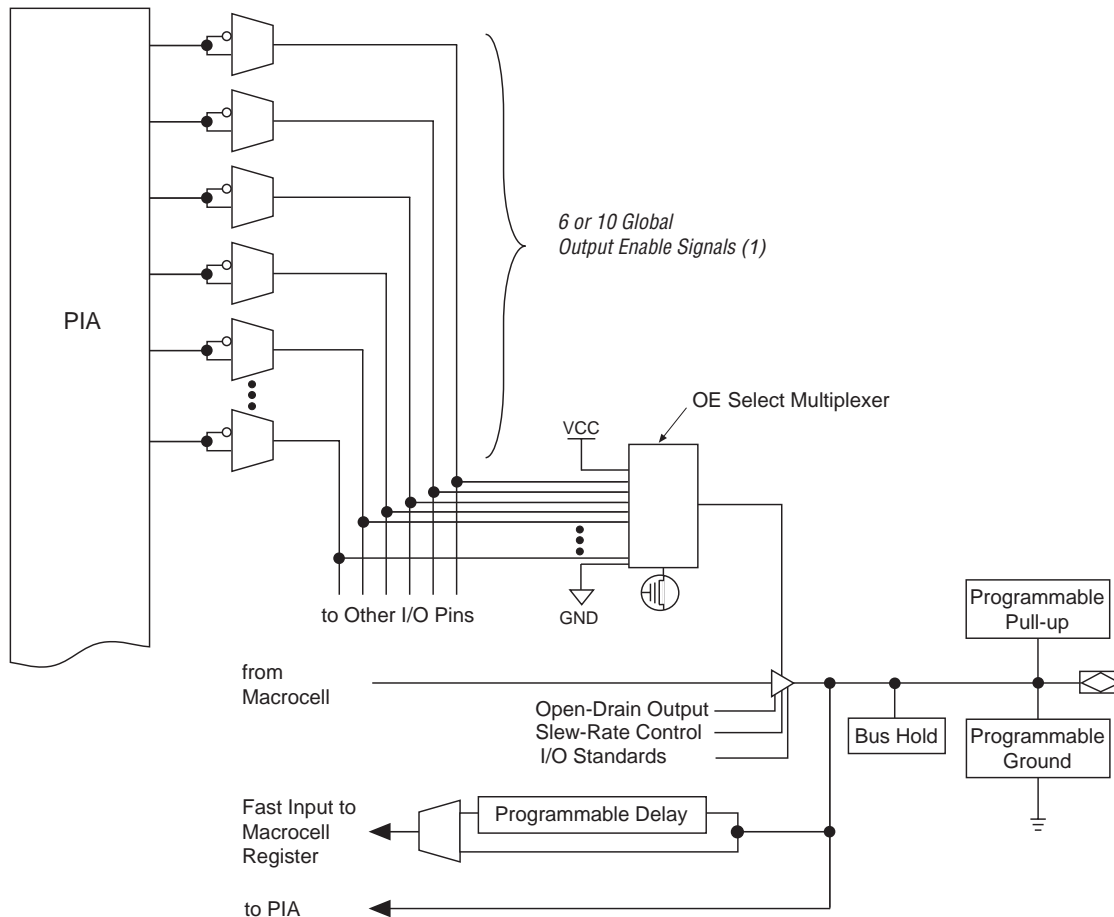 6 or 10 Global
Output Enable Signals (1)
PIA
OE Select Multiplexer
VCC
to Other I/O Pins
GND
Programmable
Pull-up
from
Macrocell
Open-Drain Output
Slew-Rate Control
I/O Standards
Bus Hold
Programmable
Ground
Fast Input to
Macrocell
Register
Programmable Delay
to PIA